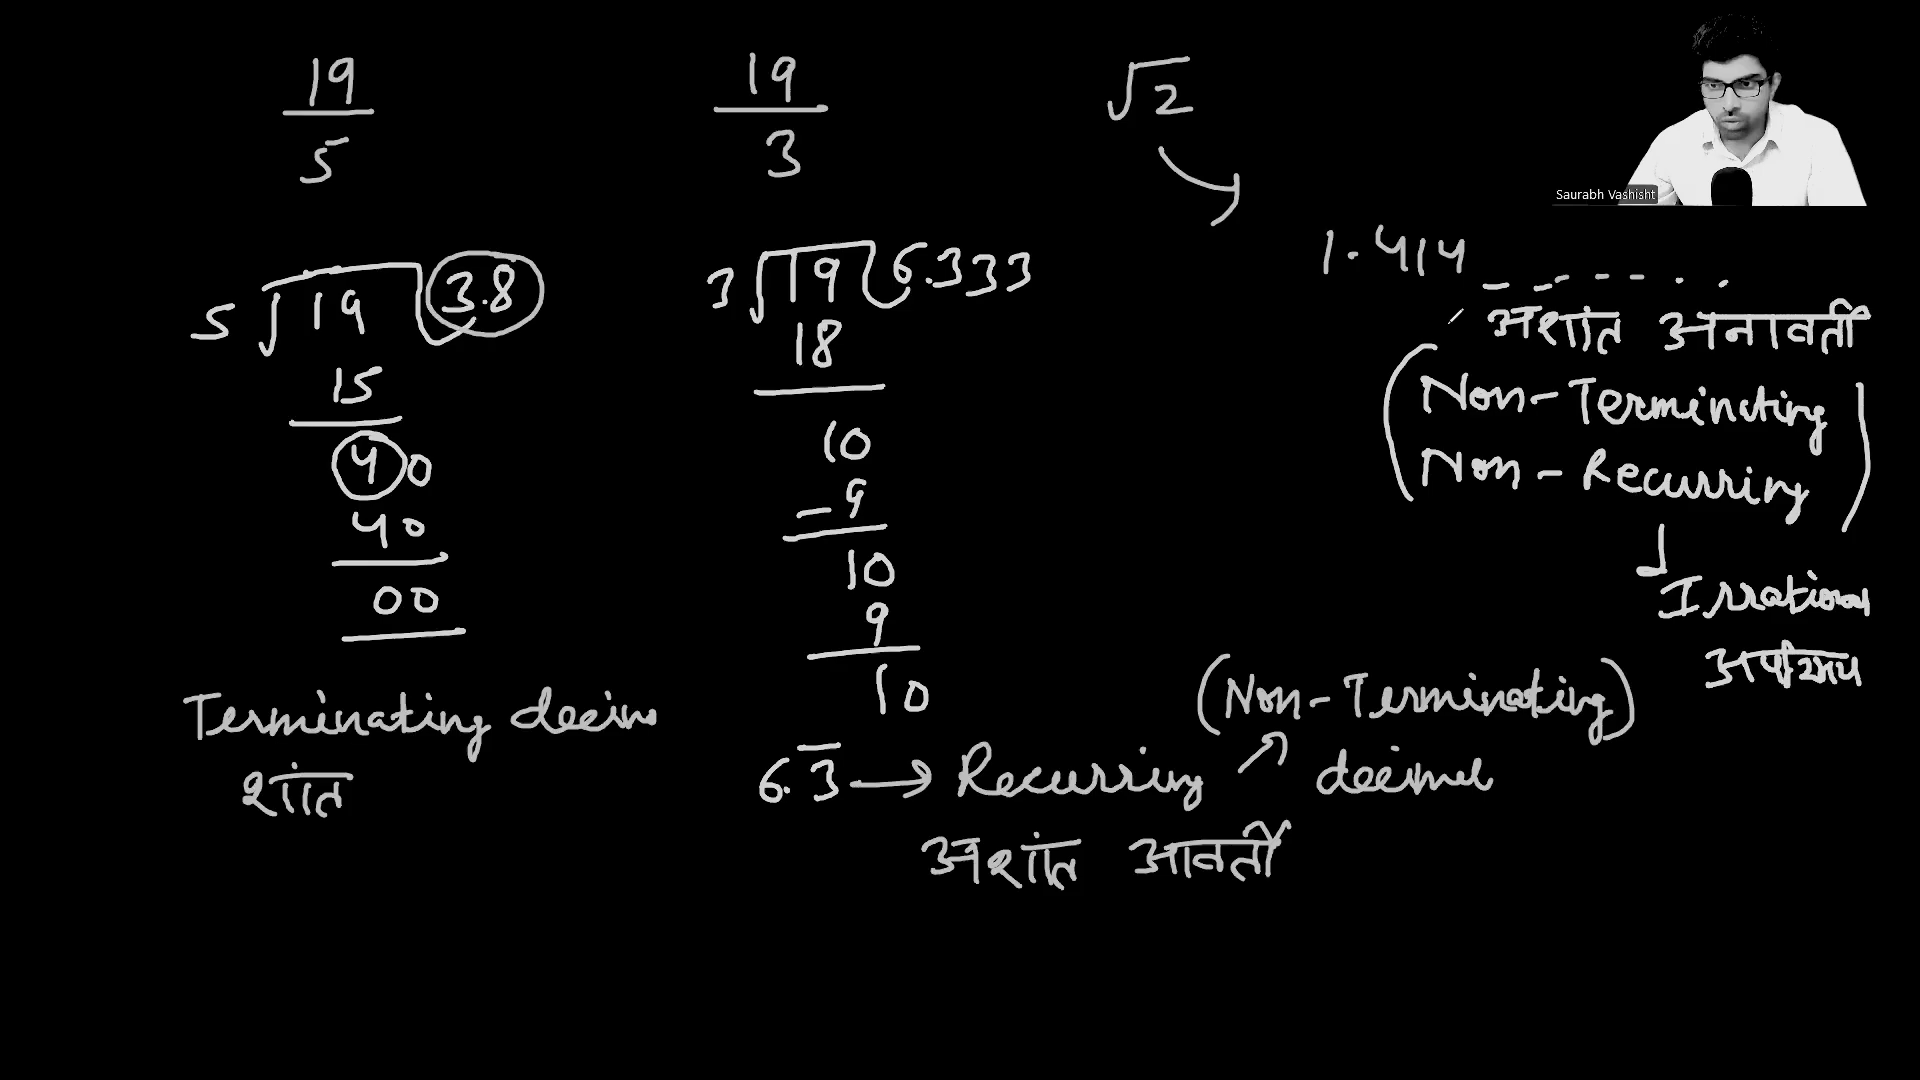 19
5
5 √19 3.8
15
40
40
00
Terminating decim
शांत
19
3
3 √19 6.333
18
10
- 9
10
9
10
6.3̅ → Recurring (Non-Terminating) decimal
अशांत आवर्ती
√2
Saurabh Vashisht
1.414 _ _ - - - - . .
अशांत अनावर्ती
(Non-Terminating
Non-Recurring)
Irrational